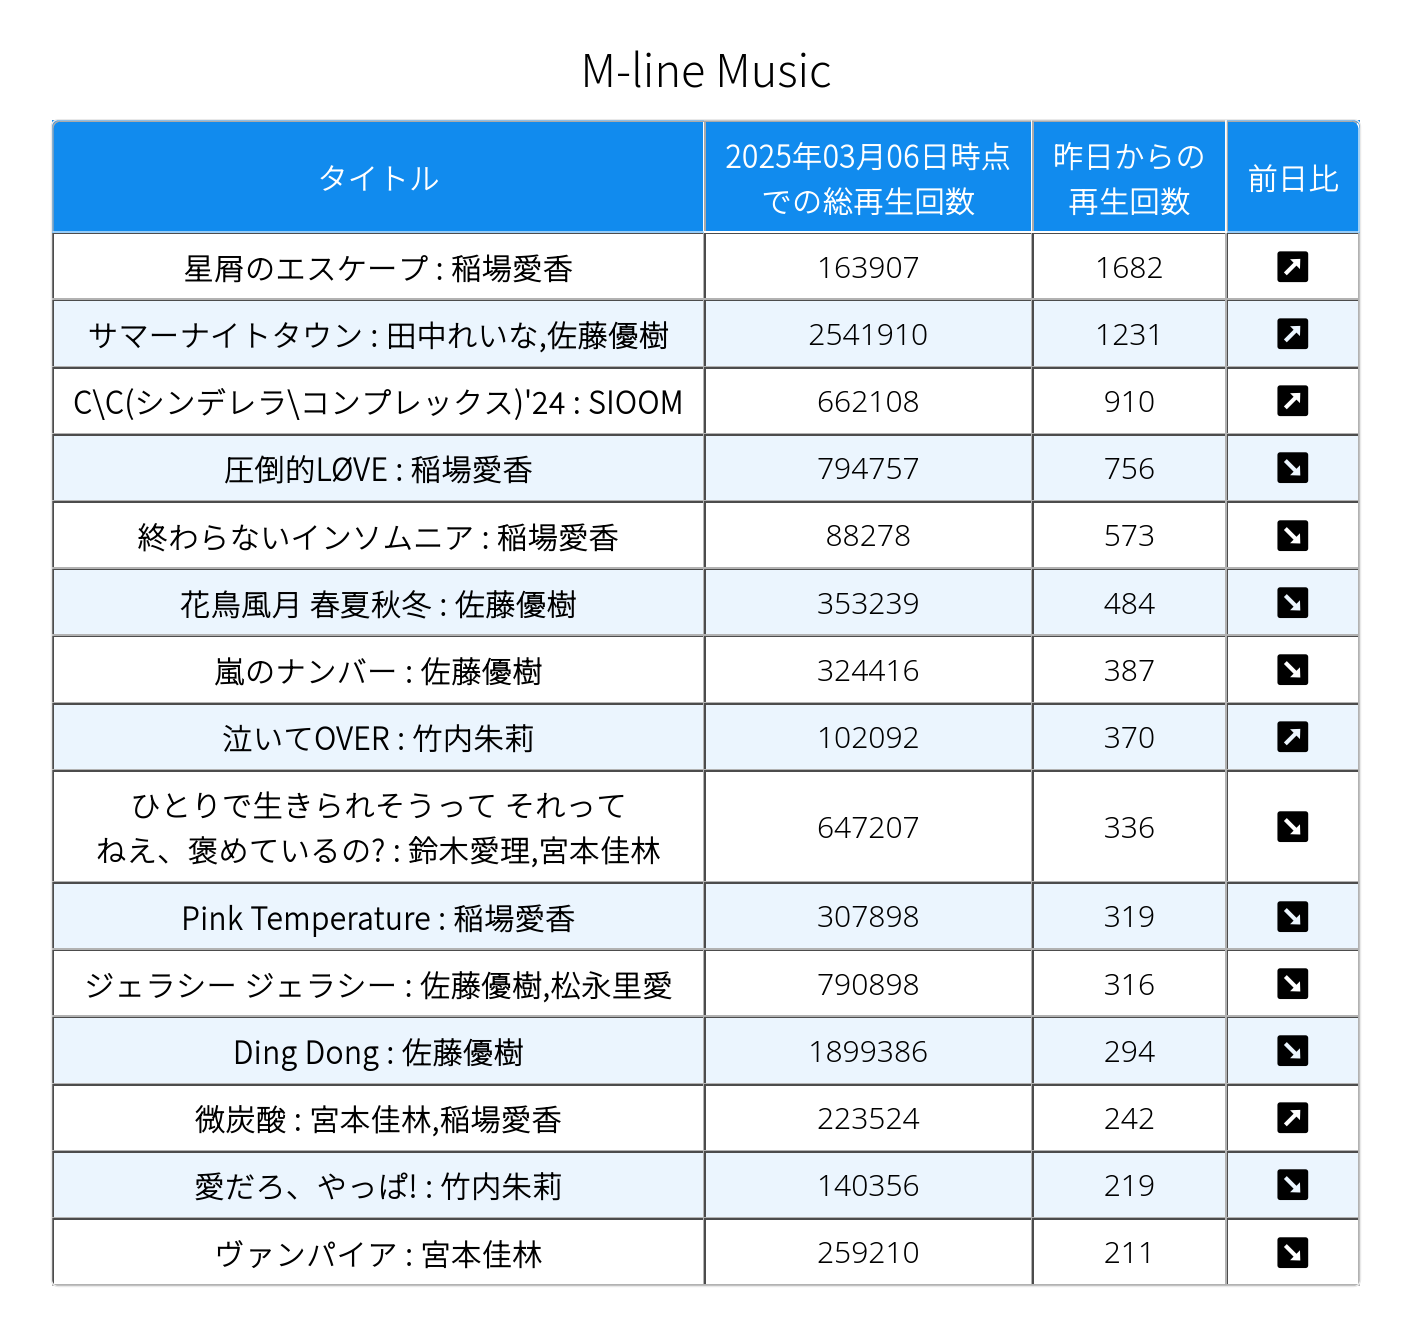 M-line Music
タイトル
2025年03月06日時点
での総再生回数
昨日からの
再生回数
前日比
星屑のエスケープ : 稲場愛香 163907 1682 ↗
サマーナイトタウン : 田中れいな,佐藤優樹 2541910 1231 ↗
C\C(シンデレラ\コンプレックス)'24 : SIOOM 662108 910 ↗
圧倒的LØVE : 稲場愛香 794757 756 ↘
終わらないインソムニア : 稲場愛香 88278 573 ↘
花鳥風月 春夏秋冬 : 佐藤優樹 353239 484 ↘
嵐のナンバー : 佐藤優樹 324416 387 ↘
泣いてOVER : 竹内朱莉 102092 370 ↗
ひとりで生きられそうって それって
ねえ、褒めているの? : 鈴木愛理,宮本佳林 647207 336 ↘
Pink Temperature : 稲場愛香 307898 319 ↘
ジェラシー ジェラシー : 佐藤優樹,松永里愛 790898 316 ↘
Ding Dong : 佐藤優樹 1899386 294 ↘
微炭酸 : 宮本佳林,稲場愛香 223524 242 ↗
愛だろ、やっぱ! : 竹内朱莉 140356 219 ↘
ヴァンパイア : 宮本佳林 259210 211 ↘